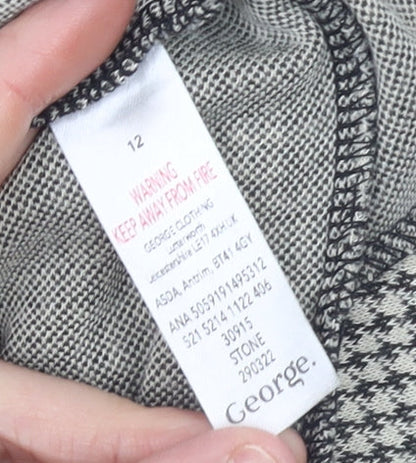 12
WARNING
KEEP AWAY FROM FIRE
GEORGE CLOTHING
Lutterworth
Leicestershire LE17 4XH UK
ASDA, Antrim, BT41 4GY
ANA 5059191495312
521 5214 1122 406
30915
STONE
290322
George.